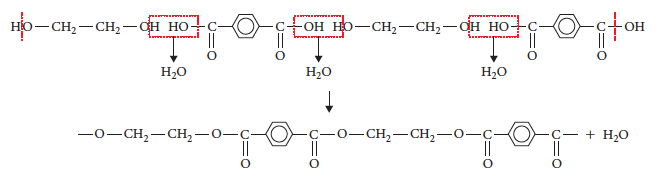 HO—CH₂—CH₂—OH HO—C—C—OH HO—CH₂—CH₂—OH HO—C—C—OH
O O O O
H₂O H₂O H₂O
—O—CH₂—CH₂—O—C—C—O—CH₂—CH₂—O—C—C— + H₂O
O O O O